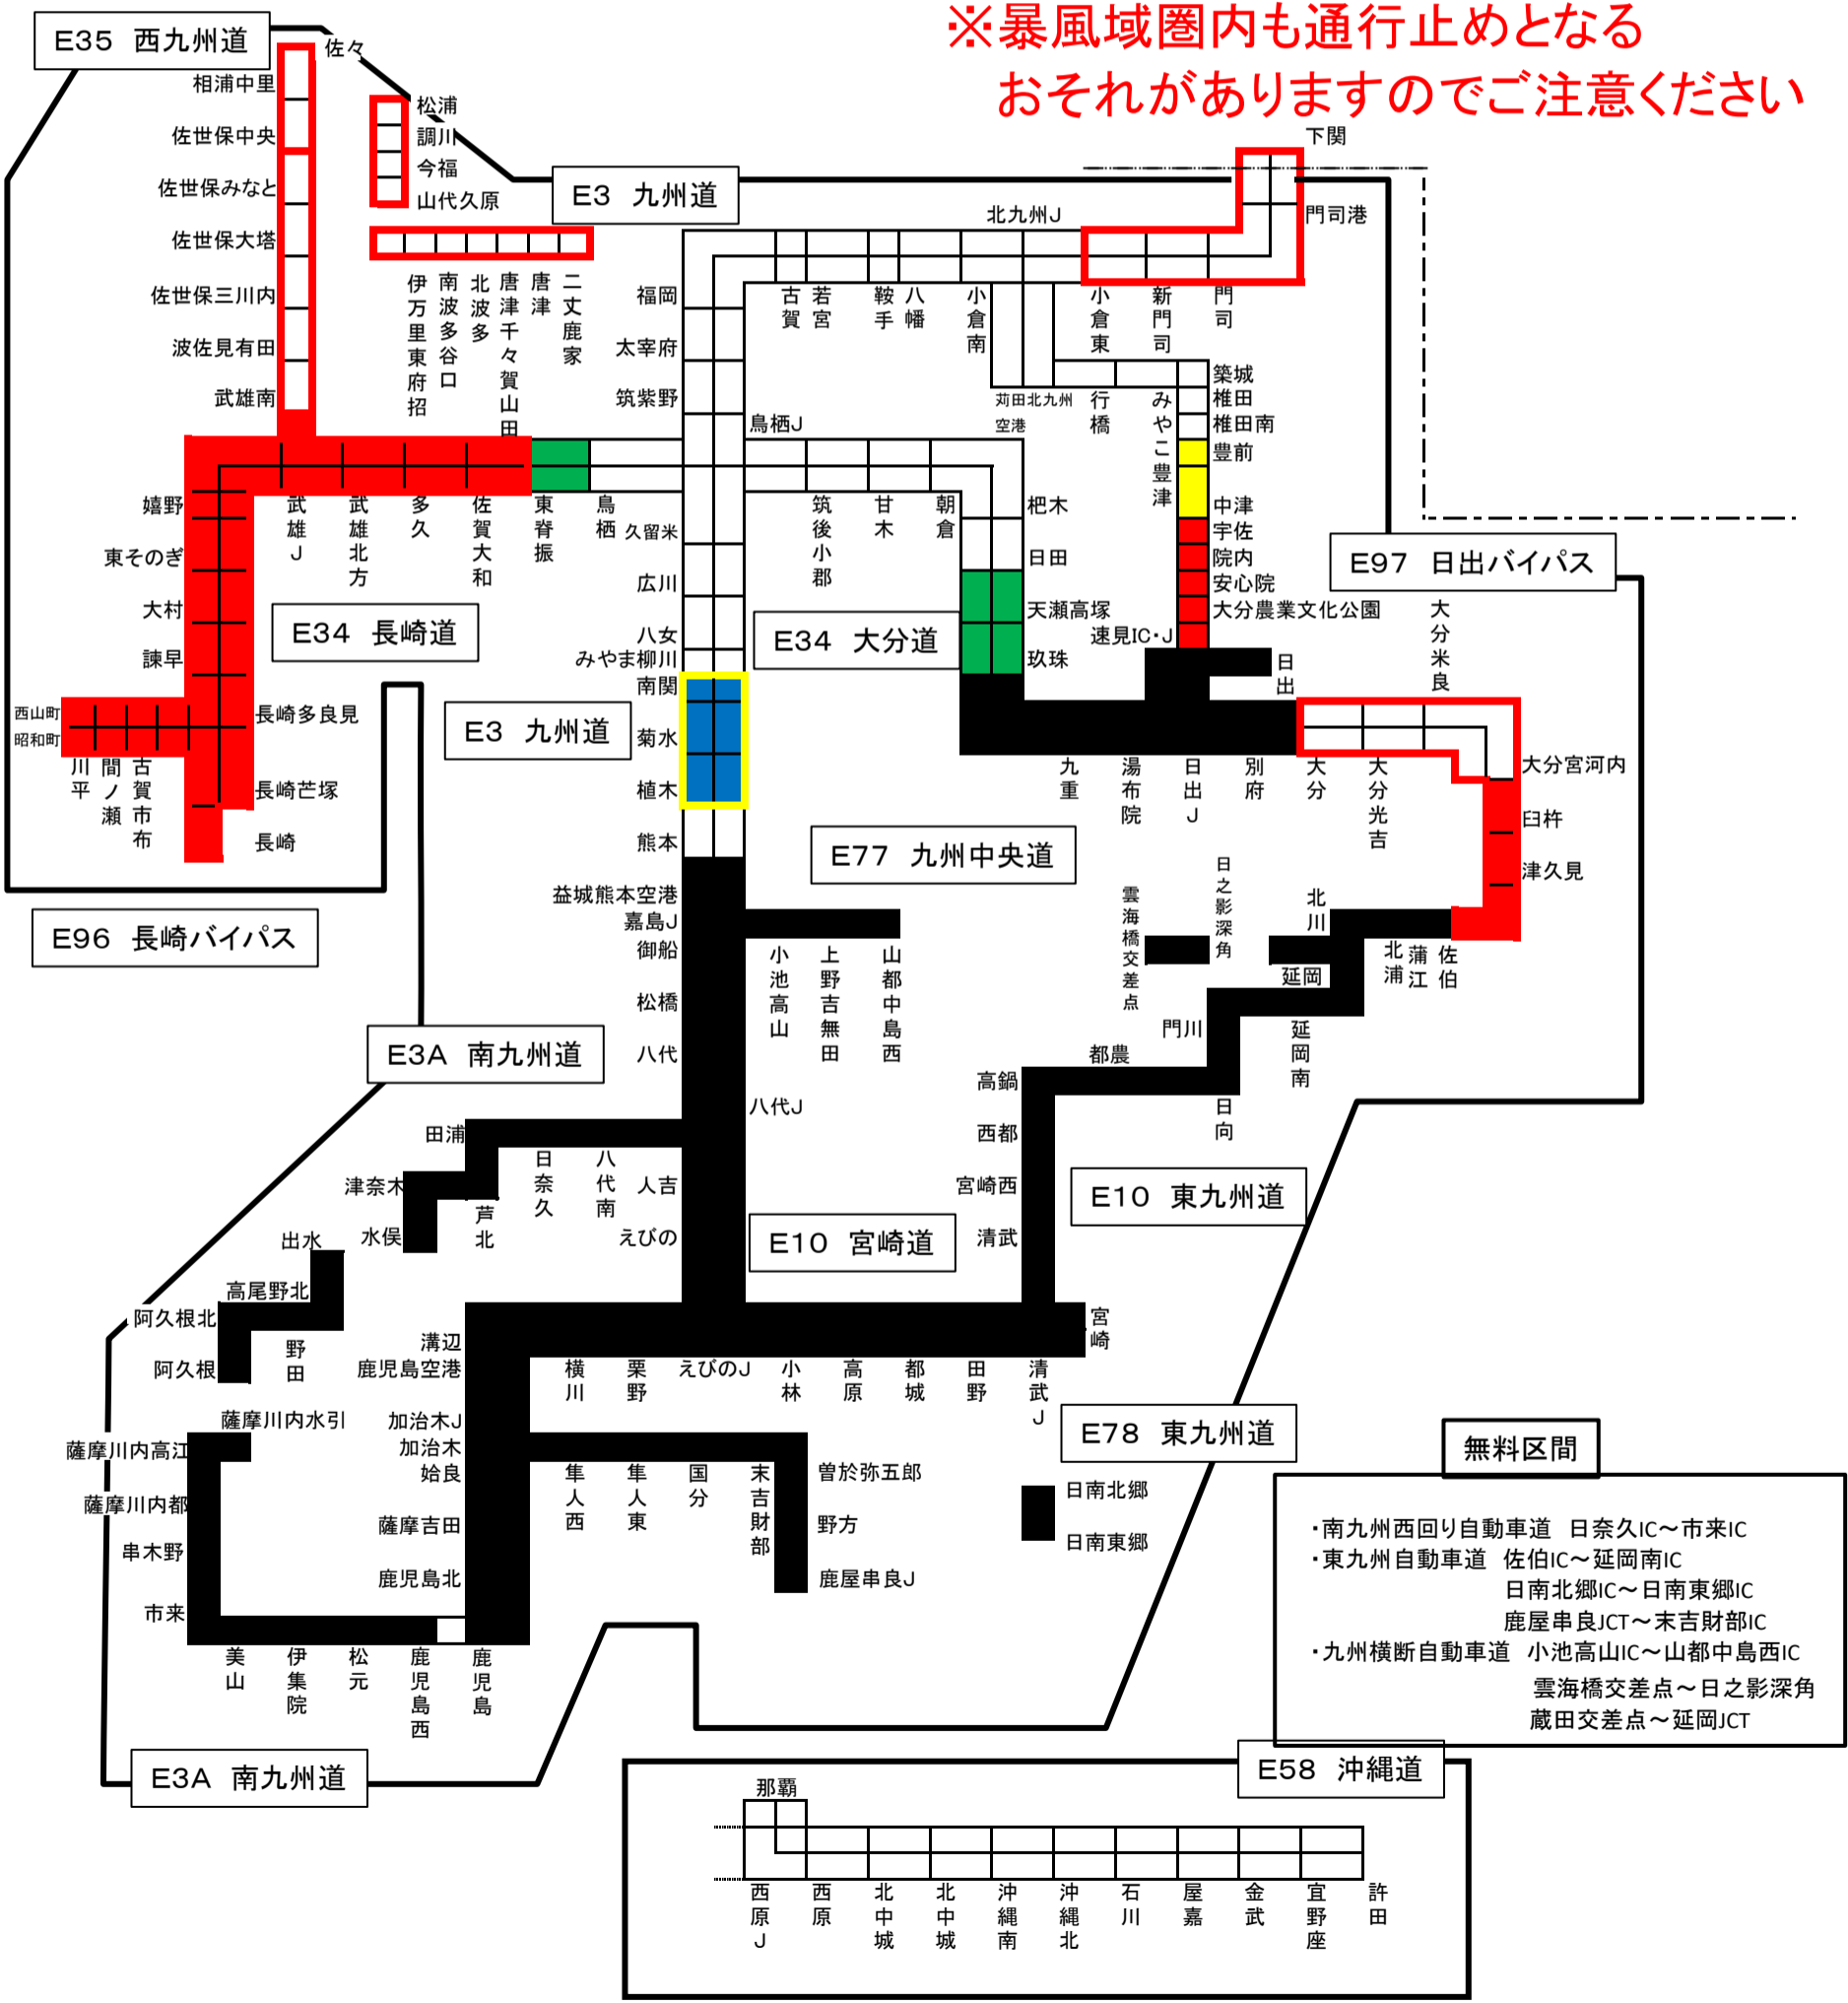 ※暴風域圏内も通行止めとなる
おそれがありますのでご注意ください
E35 西九州道
佐々
相浦中里
佐世保中央
佐世保みなと
佐世保大塔
佐世保三川内
波佐見有田
武雄南
松浦
調川
今福
山代久原
E3 九州道
下関
門司港
北九州J
伊万里東府招
南波多谷口
北波多
唐津千々賀山田
唐津
二丈鹿家
福岡
太宰府
筑紫野
古賀
若宮
鞍手
八幡
小倉南
小倉東
新門司
門司
苅田北九州
空港
行橋
みやこ豊津
築城
椎田
椎田南
豊前
中津
宇佐
院内
安心院
大分農業文化公園
速見IC・J
日出
鳥栖J
嬉野
東そのぎ
大村
諫早
武雄J
武雄北方
多久
佐賀大和
東脊振
鳥栖
久留米
広川
八女
みやま柳川
南関
菊水
植木
熊本
筑後小郡
甘木
朝倉
杷木
日田
天瀬高塚
玖珠
E97 日出バイパス
E34 長崎道
E34 大分道
大分米良
西山町
昭和町
川平
間ノ瀬
古賀市布
長崎多良見
長崎芒塚
長崎
E3 九州道
九重
湯布院
日出J
別府
大分
大分光吉
大分宮河内
臼杵
津久見
E77 九州中央道
E96 長崎バイパス
益城熊本空港
嘉島J
御船
松橋
八代
小池高山
上野吉無田
山都中島西
雲海橋交差点
日之影深角
北川
延岡
北浦
蒲江
佐伯
門川
延岡南
都農
高鍋
日向
西都
宮崎西
清武
E3A 南九州道
八代J
田浦
津奈木
水俣
芦北
日奈久
八代南
人吉
えびの
E10 宮崎道
E10 東九州道
出水
高尾野北
阿久根北
阿久根
野田
溝辺
鹿児島空港
横川
栗野
えびのJ
小林
高原
都城
田野
清武J
宮崎
薩摩川内水引
薩摩川内高江
薩摩川内都
串木野
市来
加治木J
加治木
姶良
薩摩吉田
鹿児島北
隼人西
隼人東
国分
末吉財部
曽於弥五郎
野方
鹿屋串良J
E78 東九州道
日南北郷
日南東郷
美山
伊集院
松元
鹿児島西
鹿児島
無料区間
・南九州西回り自動車道 日奈久IC～市来IC
・東九州自動車道 佐伯IC～延岡南IC
日南北郷IC～日南東郷IC
鹿屋串良JCT～末吉財部IC
・九州横断自動車道 小池高山IC～山都中島西IC
雲海橋交差点～日之影深角
蔵田交差点～延岡JCT
E3A 南九州道
E58 沖縄道
那覇
西原J
西原
北中城
北中城
沖縄南
沖縄北
石川
屋嘉
金武
宜野座
許田